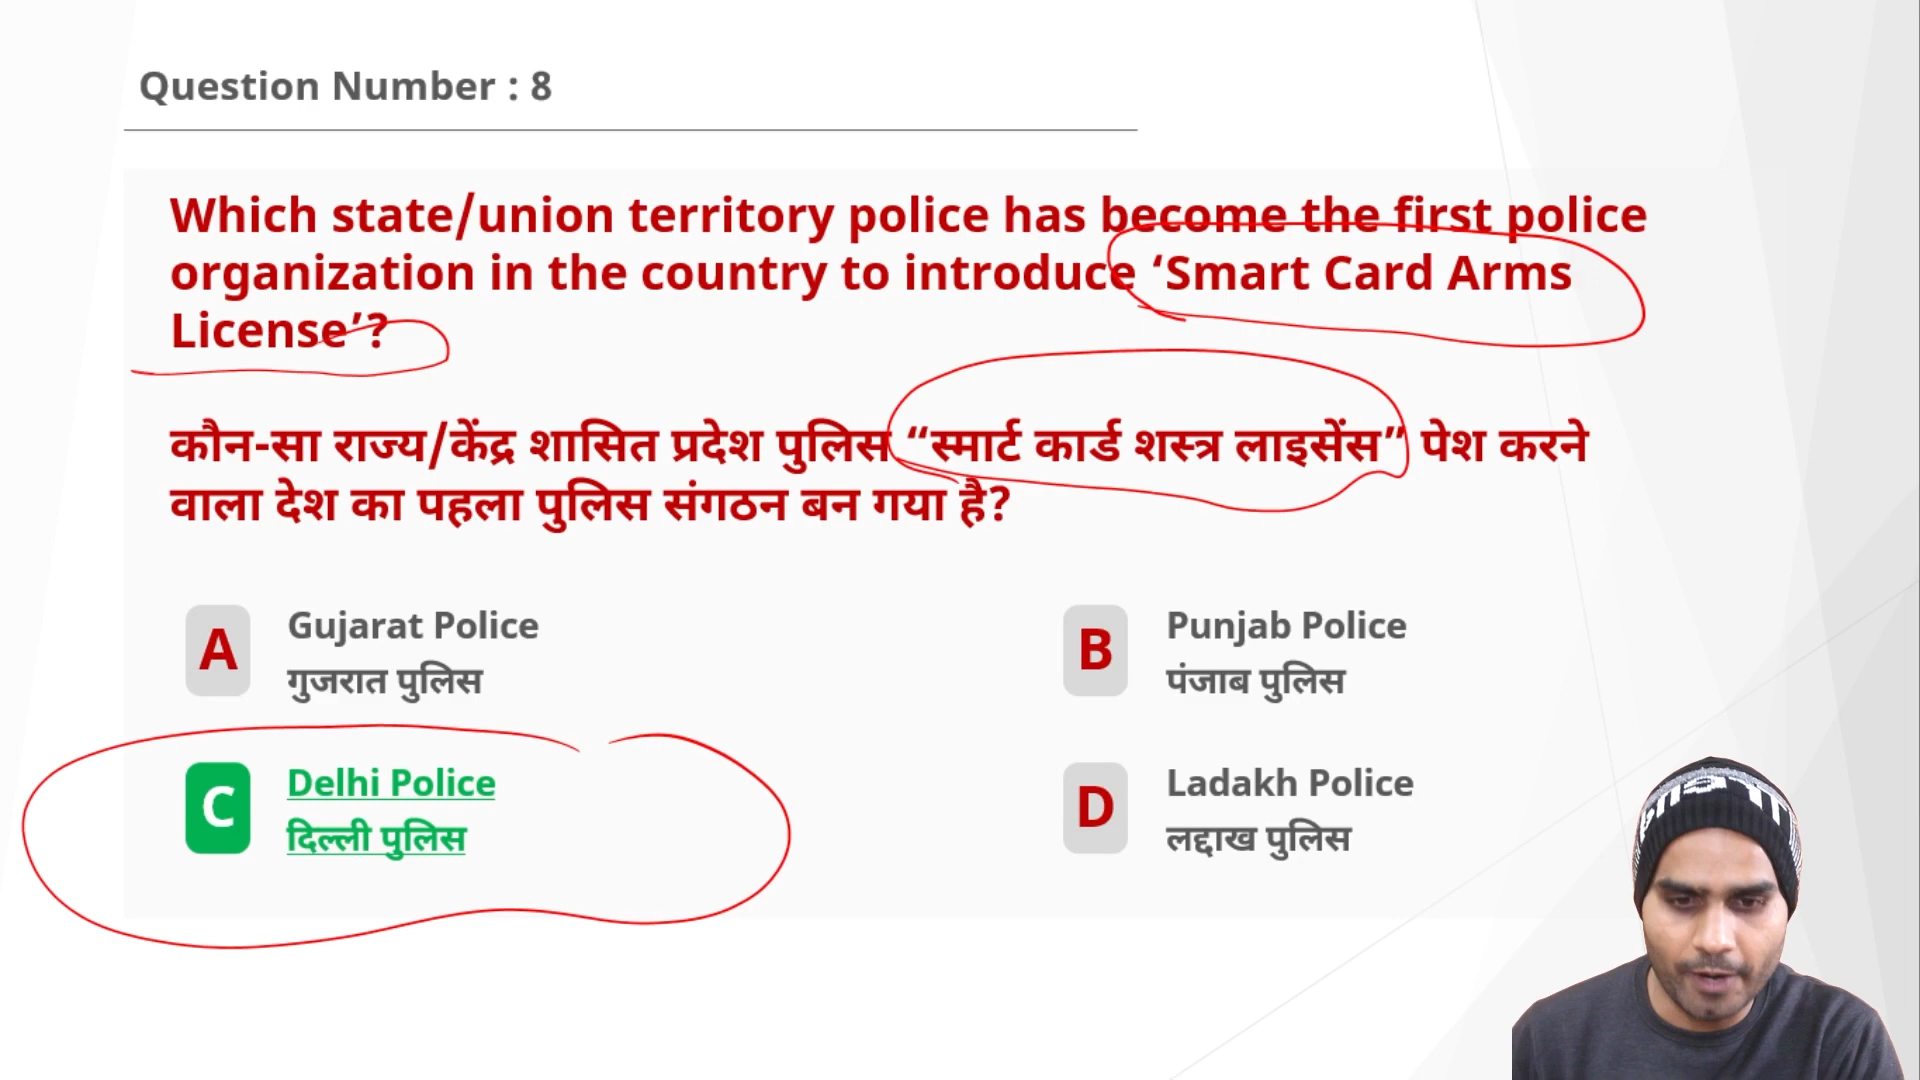 Question Number : 8
Which state/union territory police has become the first police
organization in the country to introduce ‘Smart Card Arms
License’?
कौन-सा राज्य/केंद्र शासित प्रदेश पुलिस “स्मार्ट कार्ड शस्त्र लाइसेंस” पेश करने
वाला देश का पहला पुलिस संगठन बन गया है?
A
Gujarat Police
गुजरात पुलिस
B
Punjab Police
पंजाब पुलिस
C
Delhi Police
दिल्ली पुलिस
D
Ladakh Police
लद्दाख पुलिस